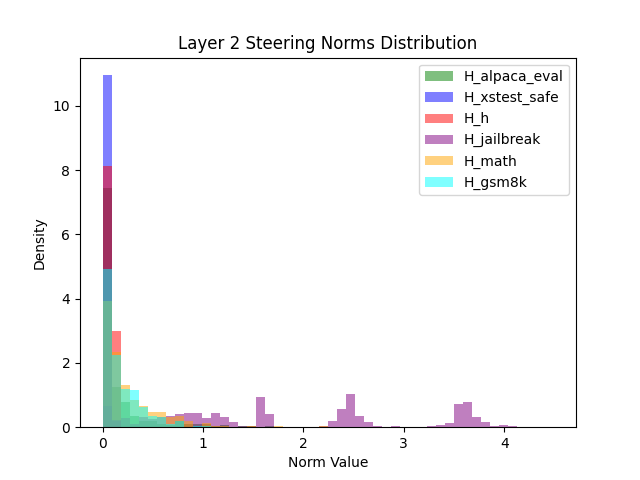 Layer 2 Steering Norms Distribution
H_alpaca_eval
H_xstest_safe
H_h
H_jailbreak
H_math
H_gsm8k
Density
10
8
6
4
2
0
0 1 2 3 4
Norm Value